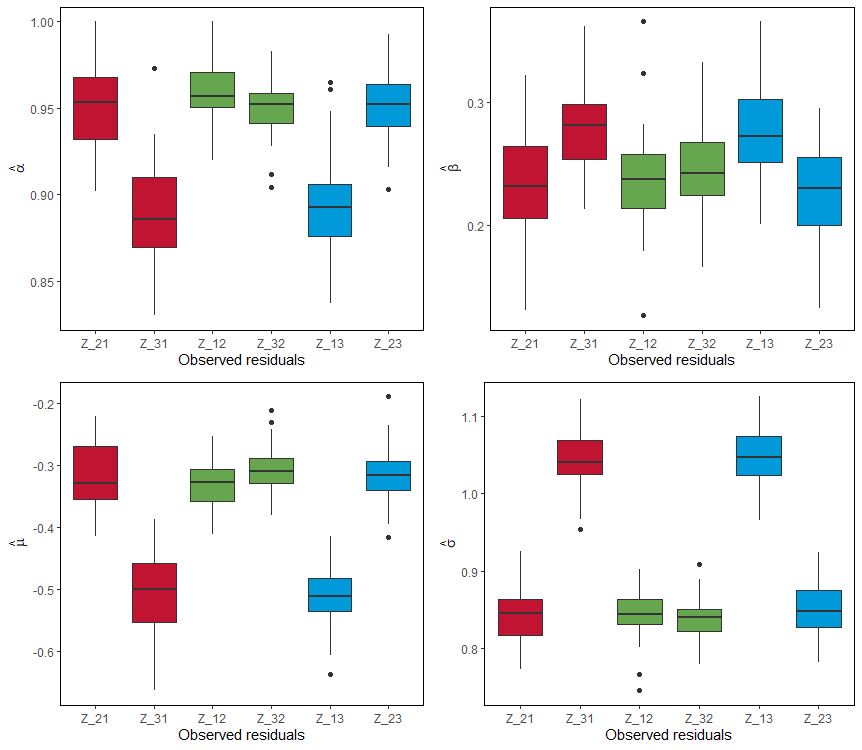 α̂
1.00
0.95
0.90
0.85
Z_21 Z_31 Z_12 Z_32 Z_13 Z_23
Observed residuals
β̂
0.3
0.2
Z_21 Z_31 Z_12 Z_32 Z_13 Z_23
Observed residuals
μ̂
-0.2
-0.3
-0.4
-0.5
-0.6
Z_21 Z_31 Z_12 Z_32 Z_13 Z_23
Observed residuals
σ̂
1.1
1.0
0.9
0.8
Z_21 Z_31 Z_12 Z_32 Z_13 Z_23
Observed residuals